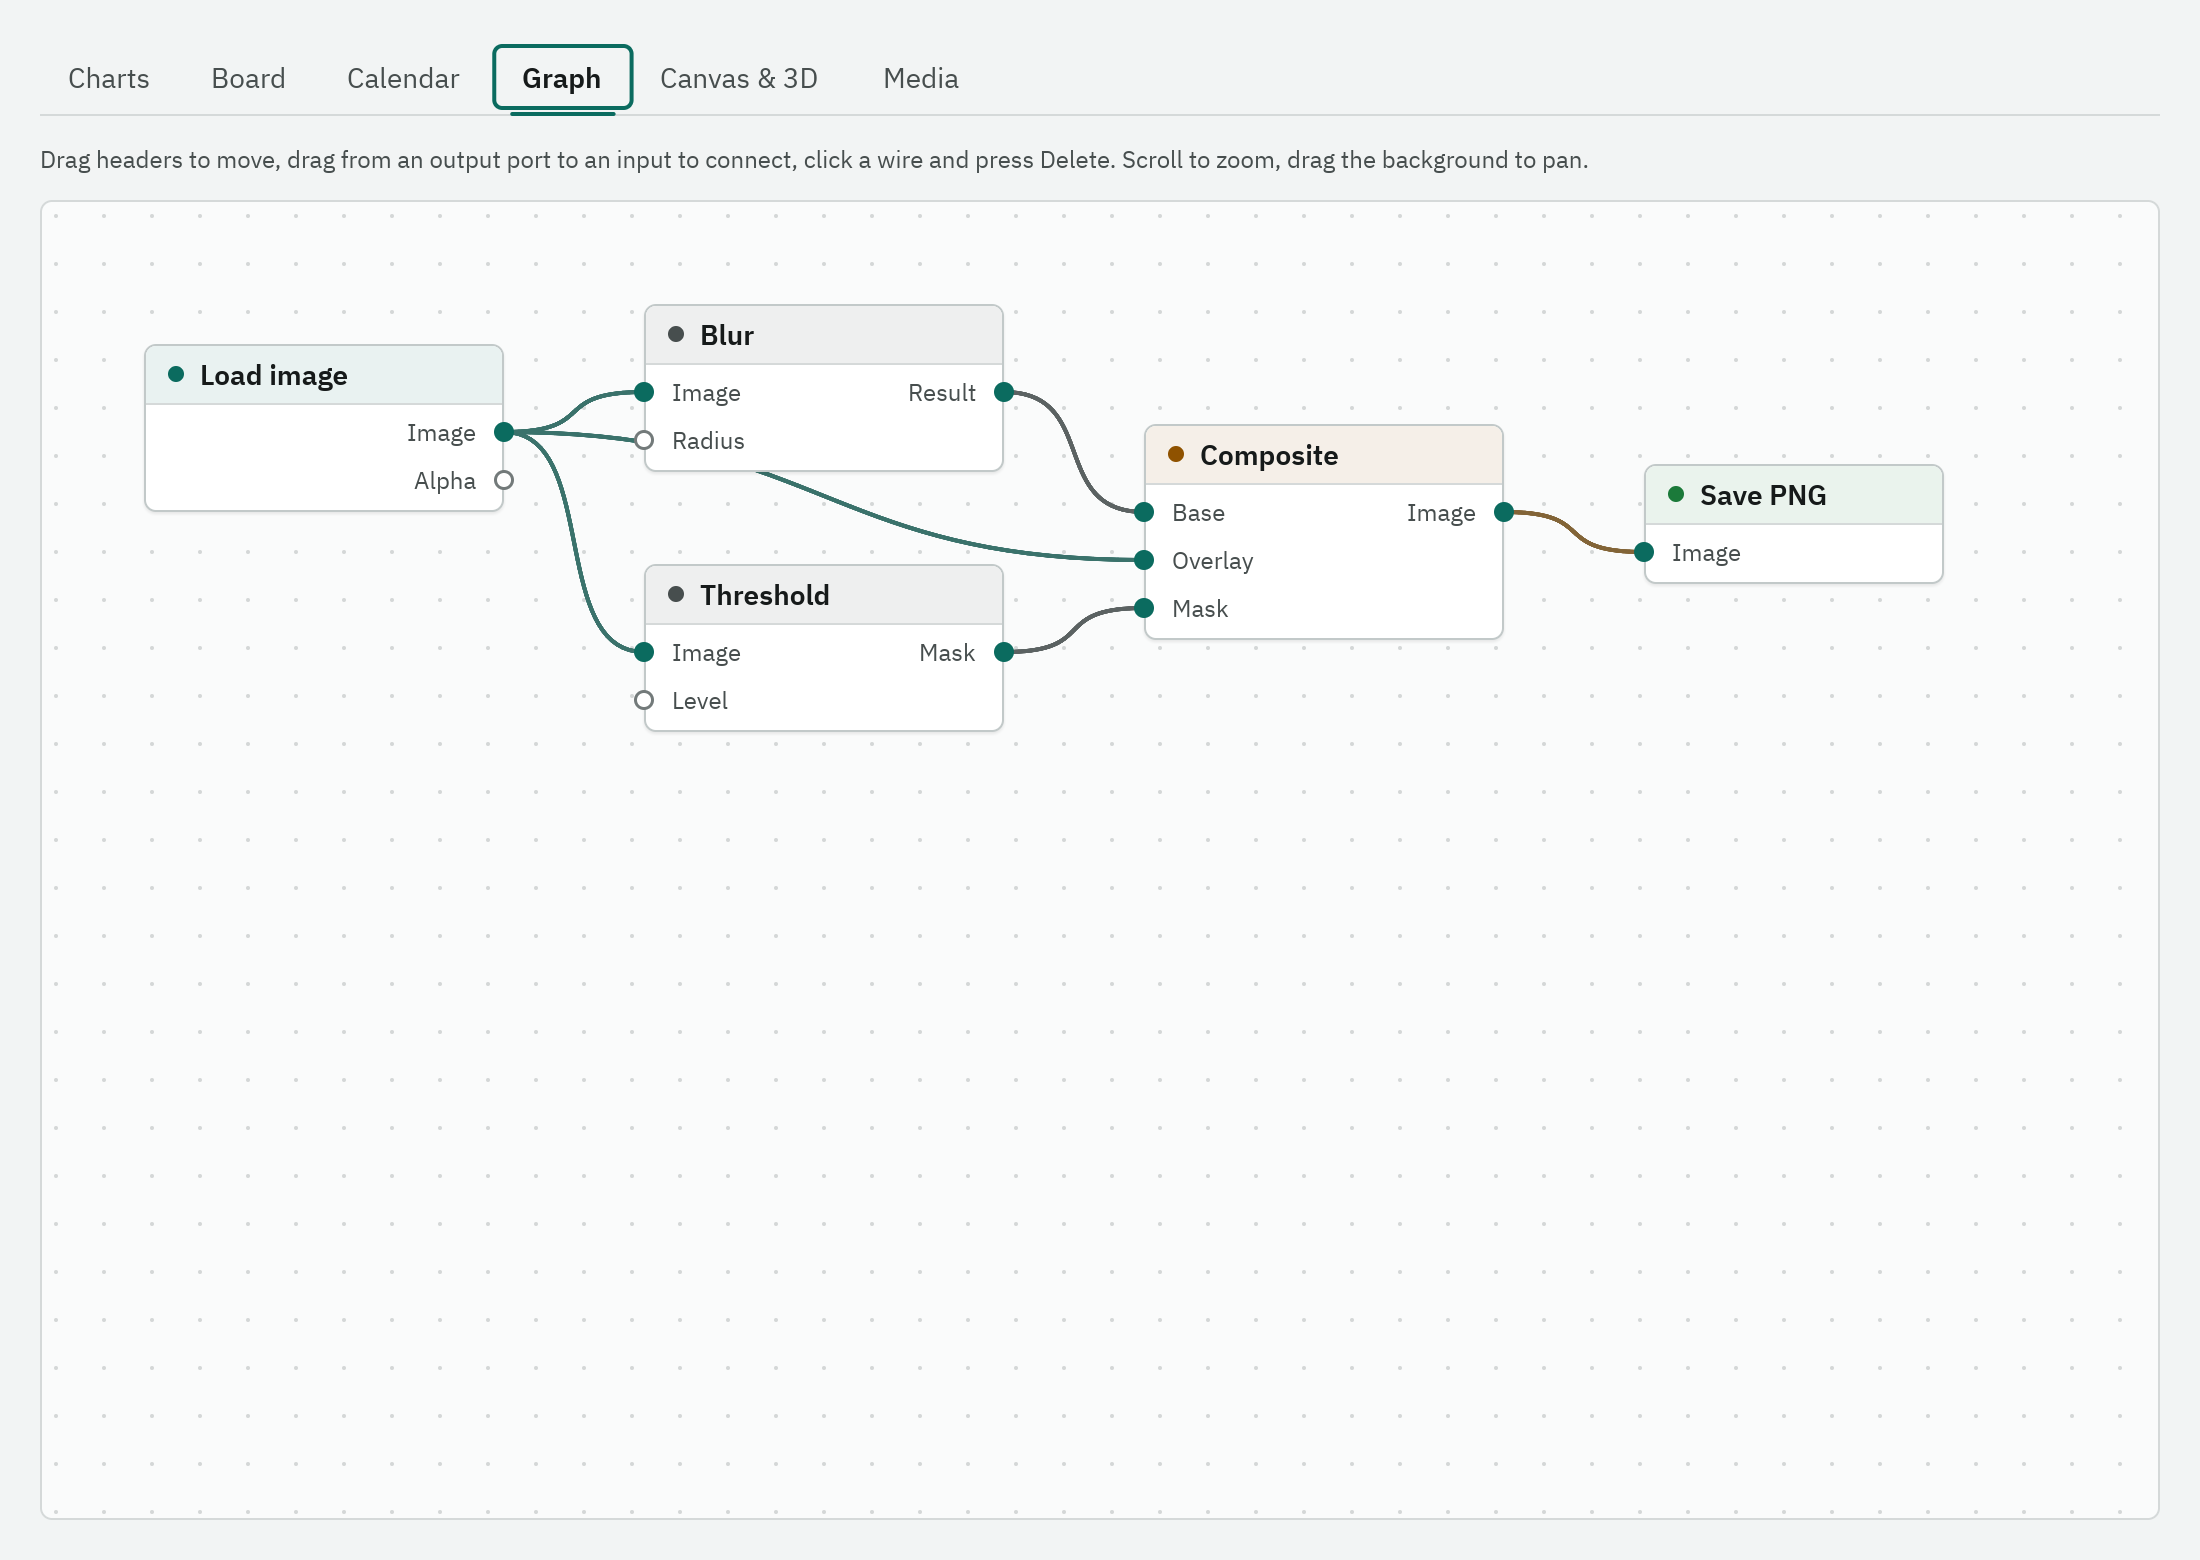 Charts Board Calendar Graph Canvas & 3D Media
Drag headers to move, drag from an output port to an input to connect, click a wire and press Delete. Scroll to zoom, drag the background to pan.
Load image
Image
Alpha
Blur
Image Result
Radius
Threshold
Image Mask
Level
Composite
Base Image
Overlay
Mask
Save PNG
Image